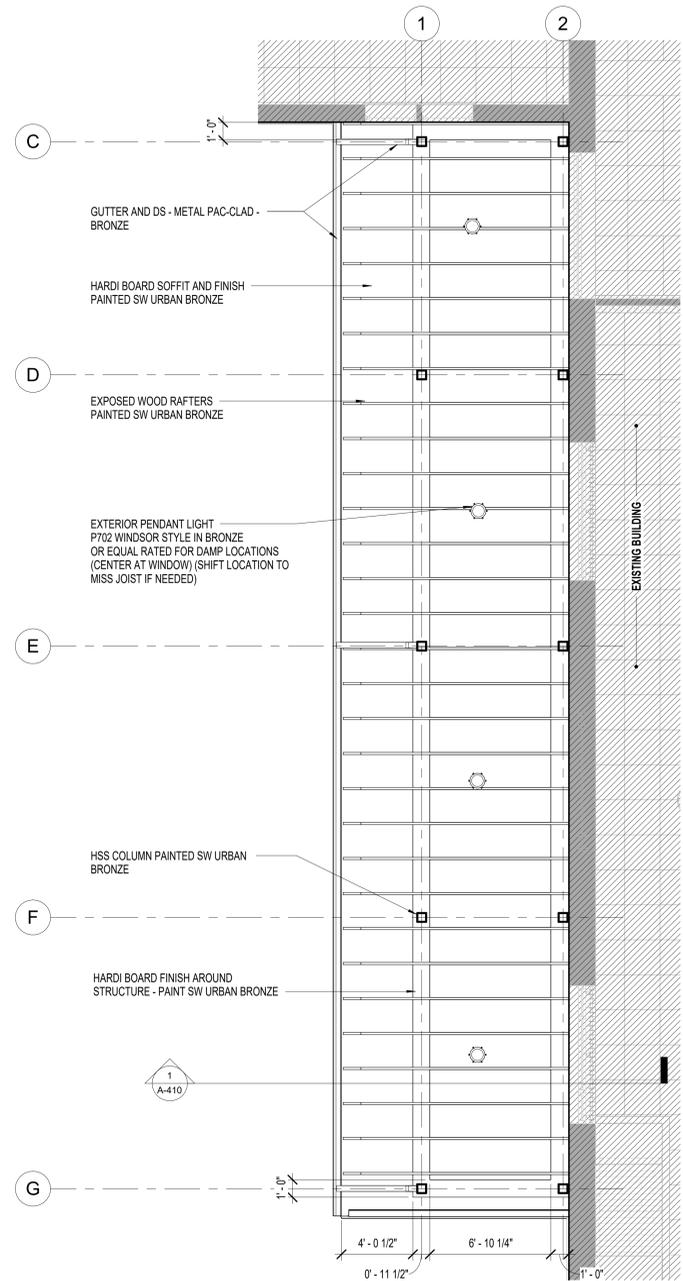 1
2
C
1' - 0"
GUTTER AND DS - METAL PAC-CLAD -
BRONZE
HARDI BOARD SOFFIT AND FINISH
PAINTED SW URBAN BRONZE
D
EXPOSED WOOD RAFTERS
PAINTED SW URBAN BRONZE
EXTERIOR PENDANT LIGHT
P702 WINDSOR STYLE IN BRONZE
OR EQUAL RATED FOR DAMP LOCATIONS
(CENTER AT WINDOW) (SHIFT LOCATION TO
MISS JOIST IF NEEDED)
EXISTING BUILDING
E
HSS COLUMN PAINTED SW URBAN
BRONZE
F
HARDI BOARD FINISH AROUND
STRUCTURE - PAINT SW URBAN BRONZE
1
A-410
G
1' - 0"
4' - 0 1/2"
6' - 10 1/4"
0' - 11 1/2"
1' - 0"